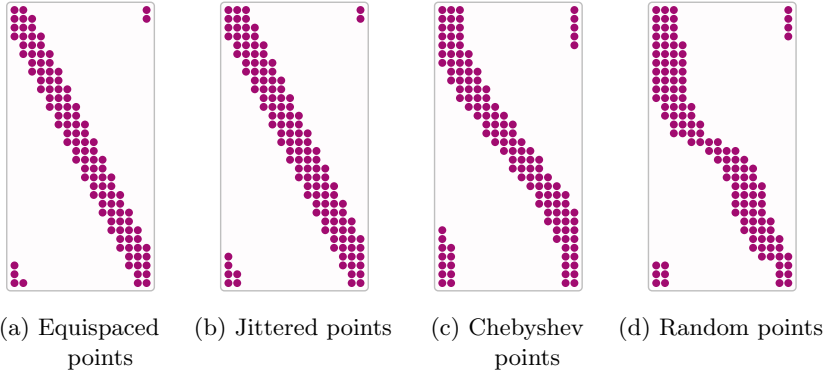 (a) Equispaced
points
(b) Jittered points
(c) Chebyshev
points
(d) Random points